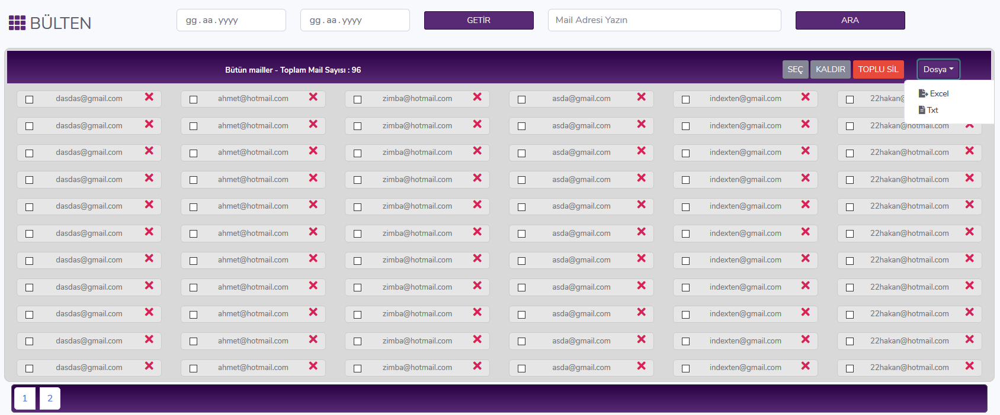 BÜLTEN
gg.aa.yyyy gg.aa.yyyy GETİR Mail Adresi Yazın ARA
Bütün mailler - Toplam Mail Sayısı : 96 SEÇ KALDIR TOPLU SİL Dosya
Excel
Txt
dasdas@gmail.com ahmet@hotmail.com zimba@hotmail.com asda@gmail.com indexten@gmail.com 22hakan@
dasdas@gmail.com ahmet@hotmail.com zimba@hotmail.com asda@gmail.com indexten@gmail.com 22hakan@hotmail.com
dasdas@gmail.com ahmet@hotmail.com zimba@hotmail.com asda@gmail.com indexten@gmail.com 22hakan@hotmail.com
dasdas@gmail.com ahmet@hotmail.com zimba@hotmail.com asda@gmail.com indexten@gmail.com 22hakan@hotmail.com
dasdas@gmail.com ahmet@hotmail.com zimba@hotmail.com asda@gmail.com indexten@gmail.com 22hakan@hotmail.com
dasdas@gmail.com ahmet@hotmail.com zimba@hotmail.com asda@gmail.com indexten@gmail.com 22hakan@hotmail.com
dasdas@gmail.com ahmet@hotmail.com zimba@hotmail.com asda@gmail.com indexten@gmail.com 22hakan@hotmail.com
dasdas@gmail.com ahmet@hotmail.com zimba@hotmail.com asda@gmail.com indexten@gmail.com 22hakan@hotmail.com
dasdas@gmail.com ahmet@hotmail.com zimba@hotmail.com asda@gmail.com indexten@gmail.com 22hakan@hotmail.com
dasdas@gmail.com ahmet@hotmail.com zimba@hotmail.com asda@gmail.com indexten@gmail.com 22hakan@hotmail.com
dasdas@gmail.com ahmet@hotmail.com zimba@hotmail.com asda@gmail.com indexten@gmail.com 22hakan@hotmail.com
1 2